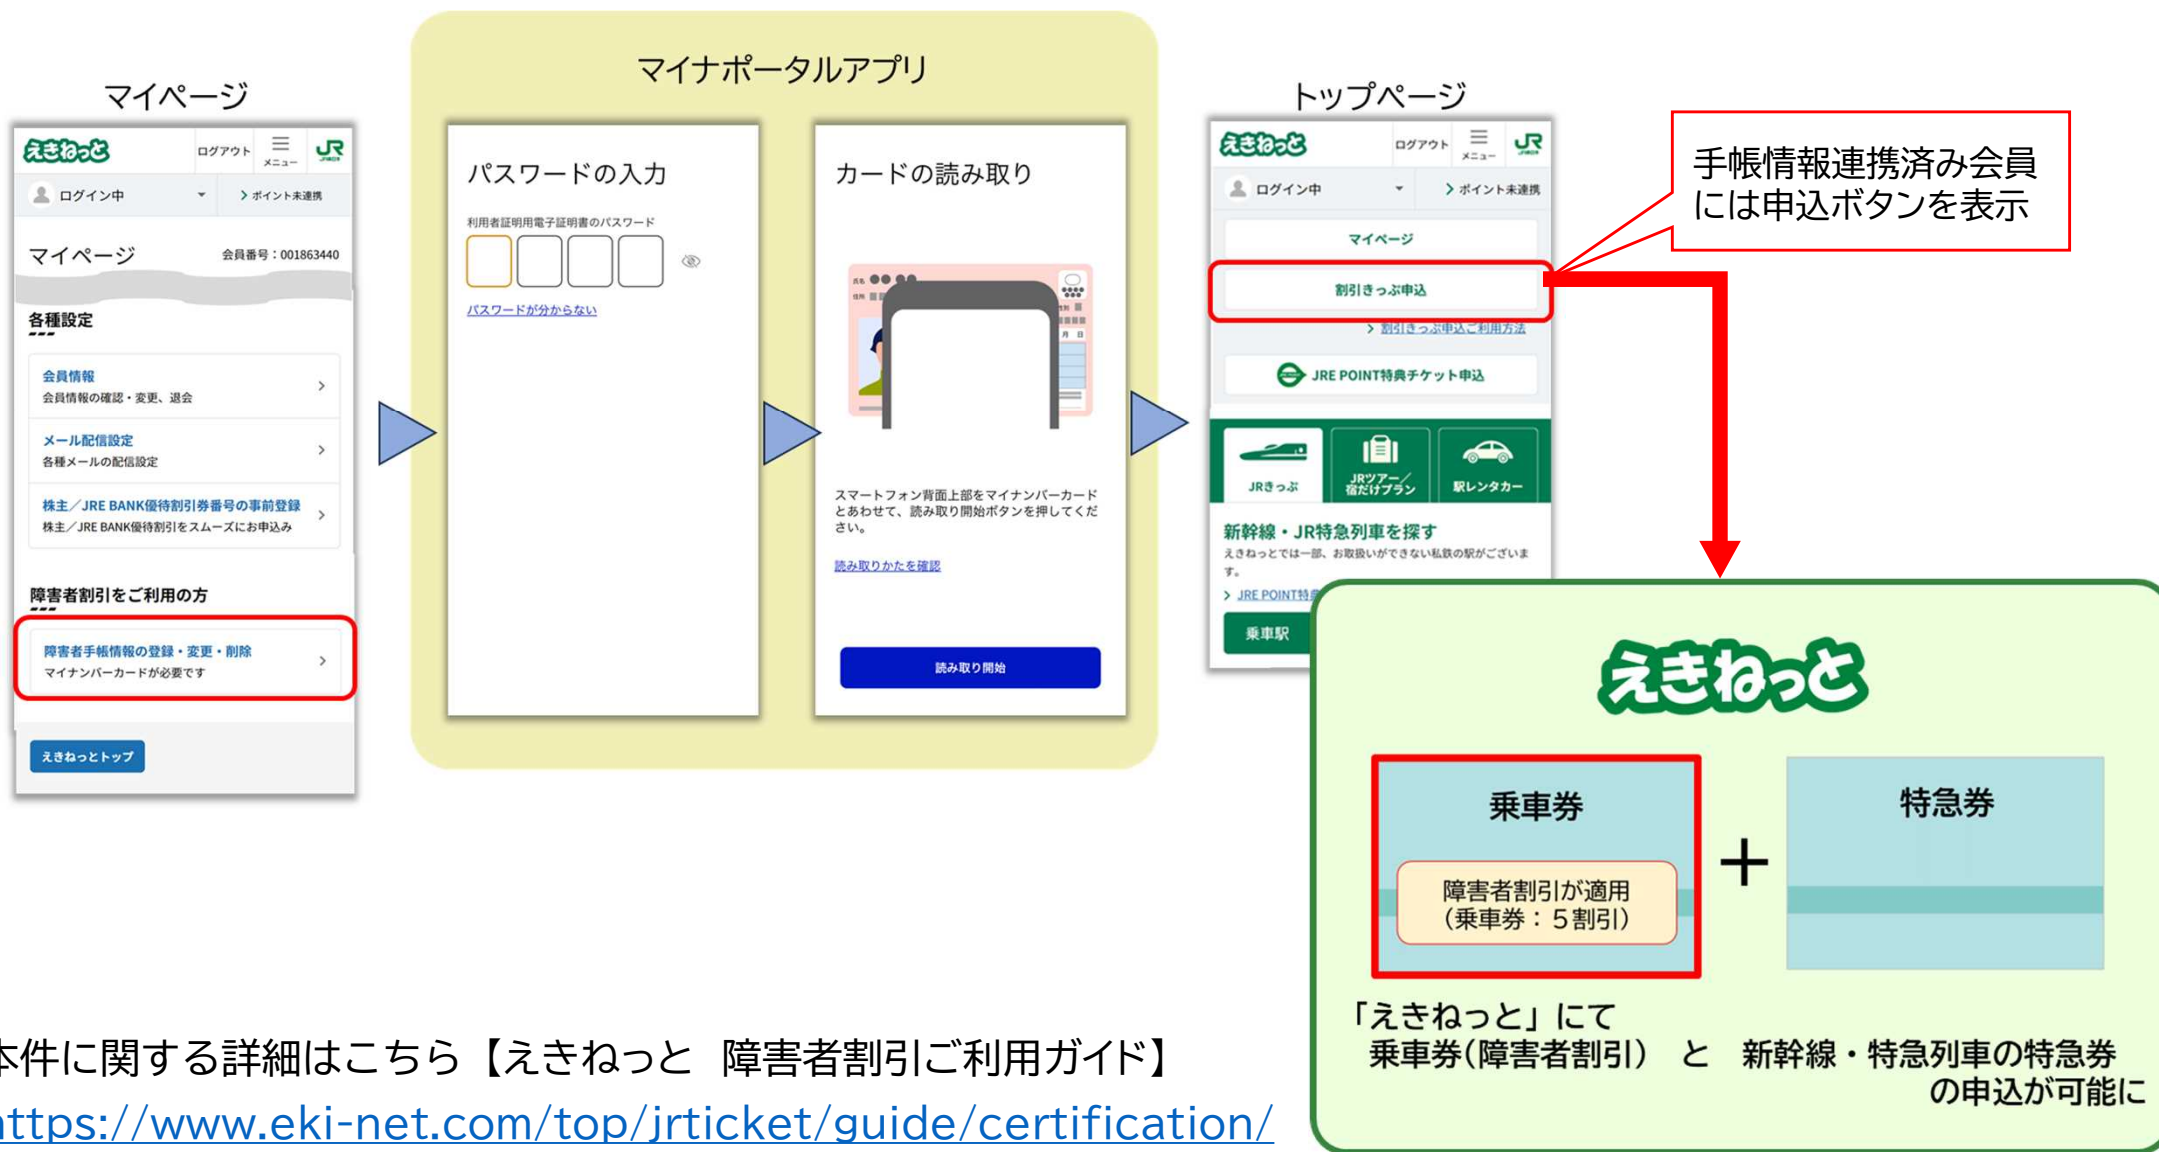 マイページ
えきねっと
ログアウト
メニュー
JR
ログイン中
ポイント未連携
マイページ
会員番号：001863440
各種設定
会員情報
会員情報の確認・変更、退会
メール配信設定
各種メールの配信設定
株主／JRE BANK優待割引券番号の事前登録
株主／JRE BANK優待割引をスムーズにお申込み
障害者割引をご利用の方
障害者手帳情報の登録・変更・削除
マイナンバーカードが必要です
えきねっとトップ
マイナポータルアプリ
パスワードの入力
利用者証明用電子証明書のパスワード
パスワードが分からない
カードの読み取り
氏名
住所
性別
月 日
スマートフォン背面上部をマイナンバーカード
とあわせて、読み取り開始ボタンを押してくだ
さい。
読み取りかたを確認
読み取り開始
トップページ
えきねっと
ログアウト
メニュー
JR
ログイン中
ポイント未連携
マイページ
割引きっぷ申込
割引きっぷ申込ご利用方法
JRE POINT特典チケット申込
JRきっぷ
JRツアー／
宿だけプラン
駅レンタカー
新幹線・JR特急列車を探す
えきねっとでは一部、お取扱いができない私鉄の駅がございま
す。
JRE POINT特
乗車駅
手帳情報連携済み会員
には申込ボタンを表示
えきねっと
乗車券
障害者割引が適用
（乗車券：５割引）
＋
特急券
「えきねっと」にて
乗車券(障害者割引)　と　新幹線・特急列車の特急券
の申込が可能に
本件に関する詳細はこちら【えきねっと　障害者割引ご利用ガイド】
https://www.eki-net.com/top/jrticket/guide/certification/